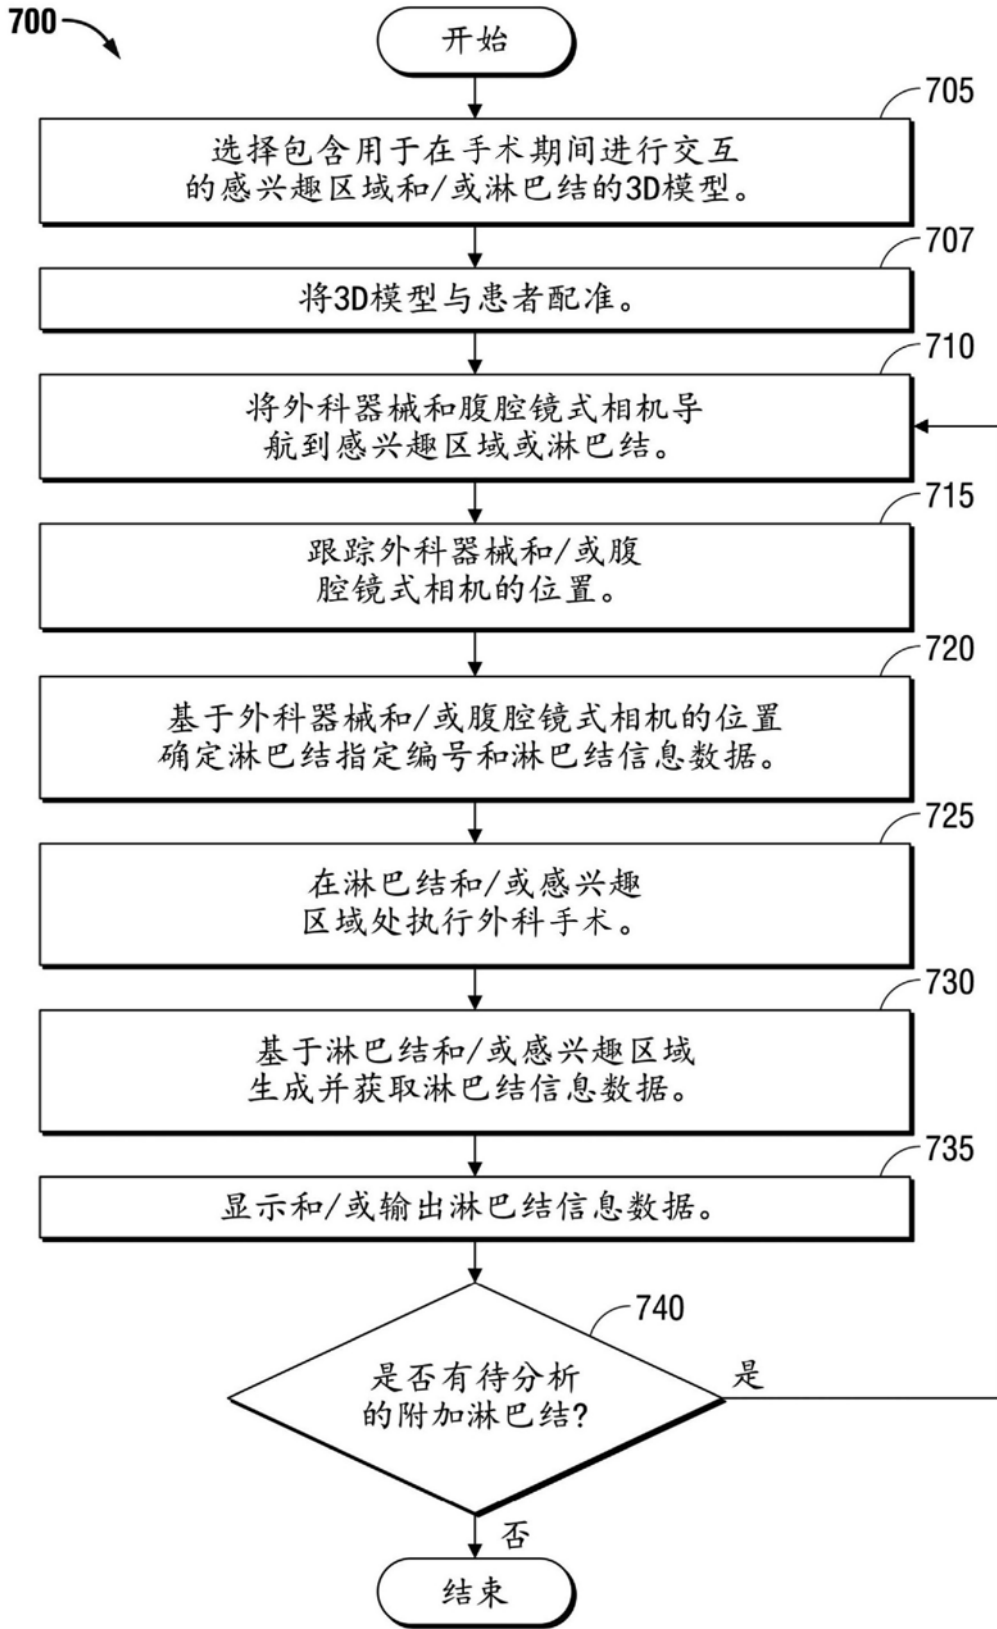 700
开始
705
选择包含用于在手术期间进行交互
的感兴趣区域和/或淋巴结的3D模型。
707
将3D模型与患者配准。
710
将外科器械和腹腔镜式相机导
航到感兴趣区域或淋巴结。
715
跟踪外科器械和/或腹
腔镜式相机的位置。
720
基于外科器械和/或腹腔镜式相机的位置
确定淋巴结指定编号和淋巴结信息数据。
725
在淋巴结和/或感兴趣
区域处执行外科手术。
730
基于淋巴结和/或感兴趣区域
生成并获取淋巴结信息数据。
735
显示和/或输出淋巴结信息数据。
740
是否有待分析
的附加淋巴结?
是
否
结束